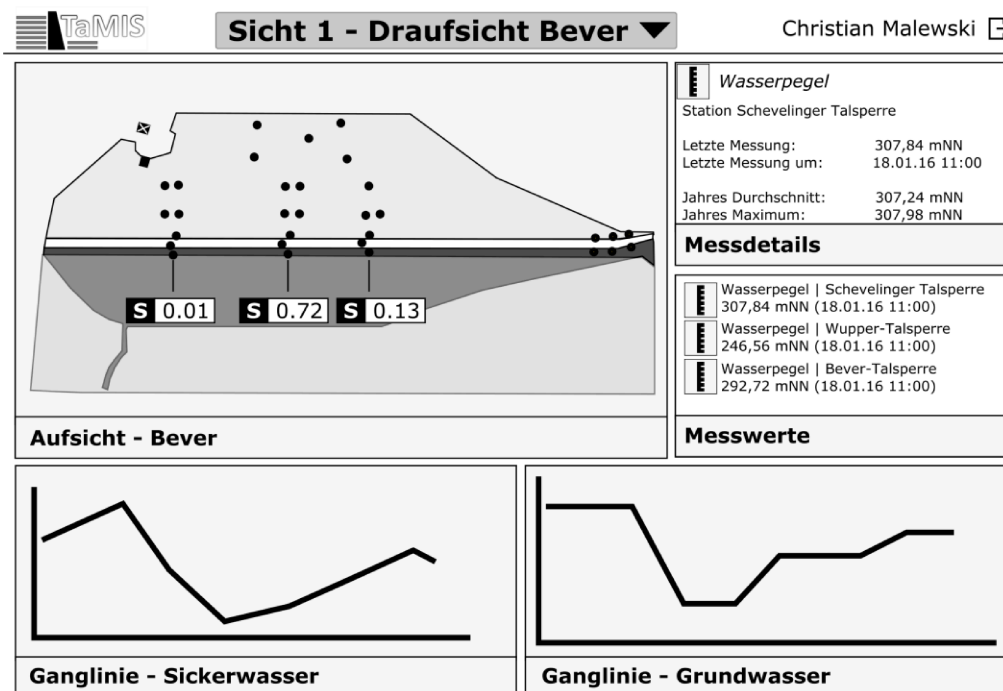 TaMIS
Sicht 1 - Draufsicht Bever
Christian Malewski
S 0.01
S 0.72
S 0.13
Aufsicht - Bever
Wasserpegel
Station Schevelinger Talsperre
Letzte Messung: 307,84 mNN
Letzte Messung um: 18.01.16 11:00
Jahres Durchschnitt: 307,24 mNN
Jahres Maximum: 307,98 mNN
Messdetails
Wasserpegel | Schevelinger Talsperre
307,84 mNN (18.01.16 11:00)
Wasserpegel | Wupper-Talsperre
246,56 mNN (18.01.16 11:00)
Wasserpegel | Bever-Talsperre
292,72 mNN (18.01.16 11:00)
Messwerte
Ganglinie - Sickerwasser
Ganglinie - Grundwasser